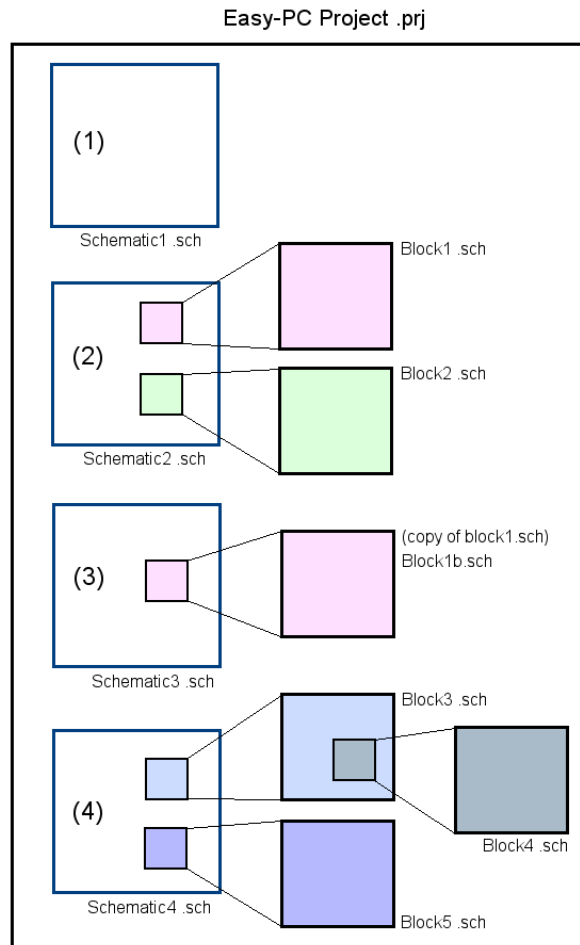 Easy-PC Project .prj
(1)
Schematic1 .sch
Block1 .sch
(2)
Block2 .sch
Schematic2 .sch
(copy of block1.sch)
Block1b.sch
(3)
Schematic3 .sch
Block3 .sch
(4)
Block4 .sch
Schematic4 .sch
Block5 .sch